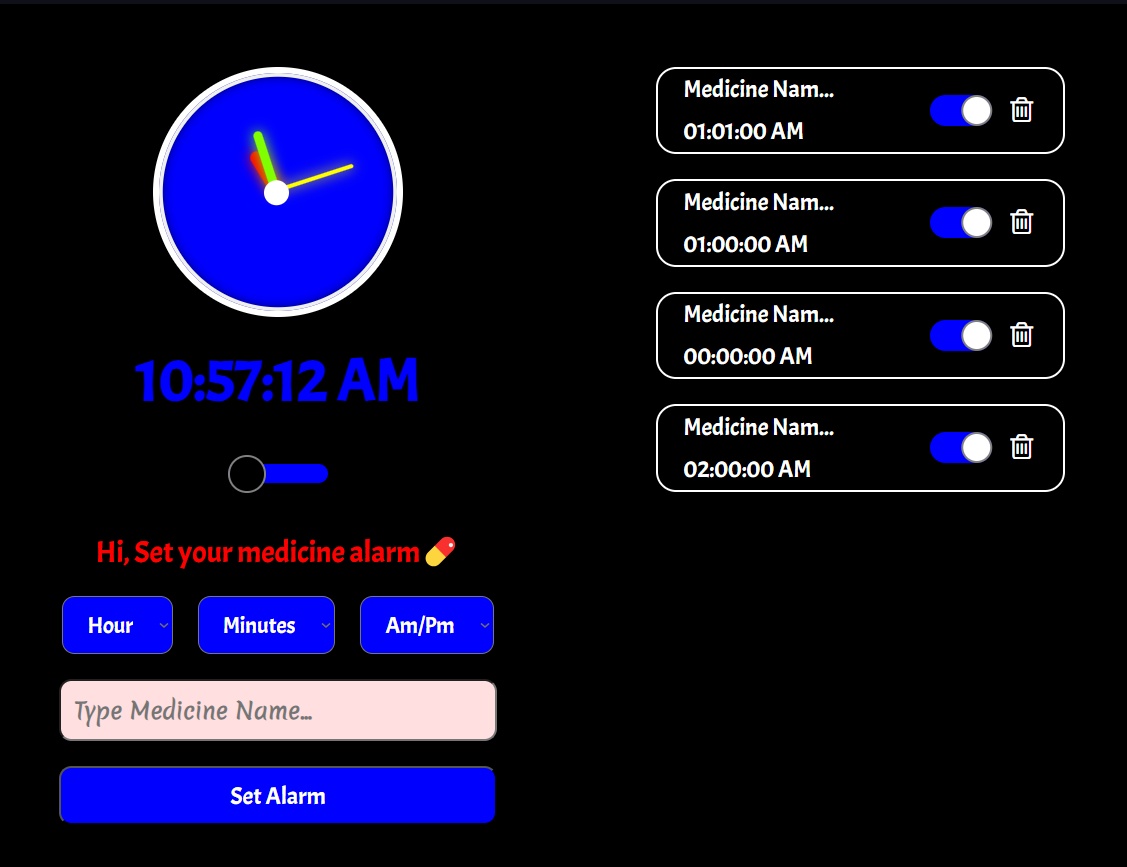 10:57:12 AM
Hi, Set your medicine alarm
Hour
Minutes
Am/Pm
Type Medicine Name...
Set Alarm
Medicine Nam...
01:01:00 AM
Medicine Nam...
01:00:00 AM
Medicine Nam...
00:00:00 AM
Medicine Nam...
02:00:00 AM